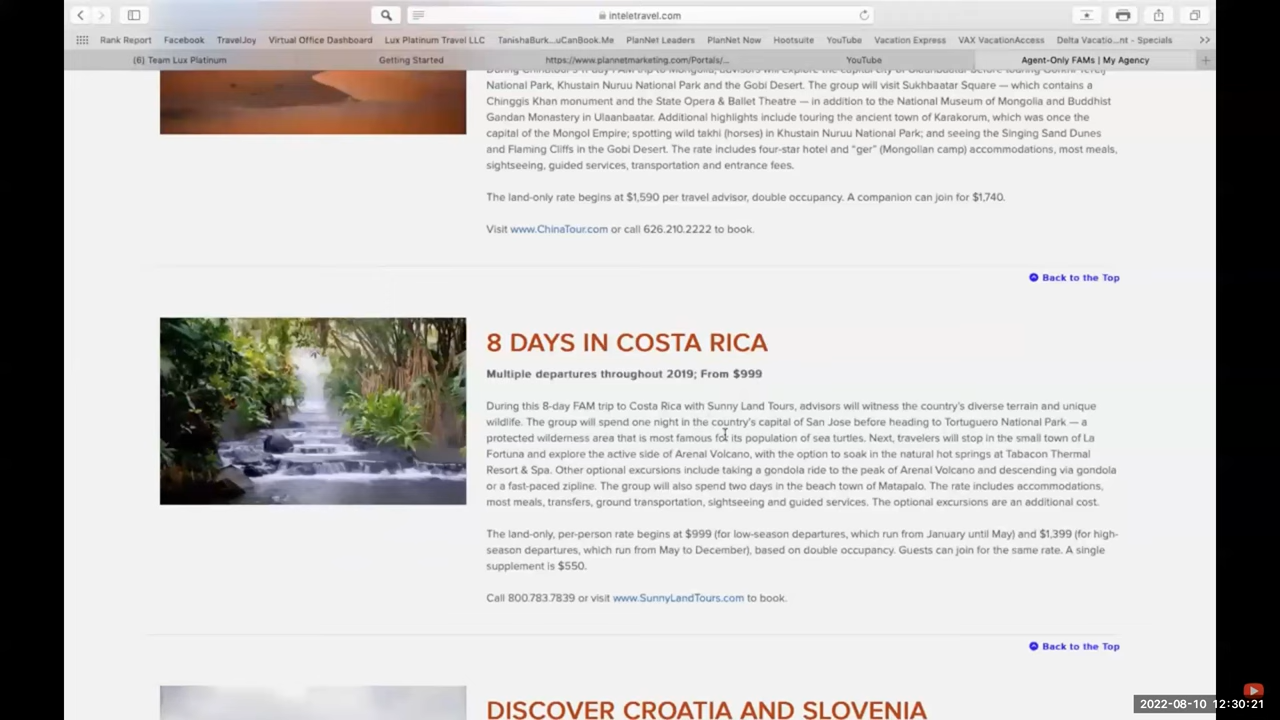 inteletravel.com
Rank Report Facebook TravelJoy Virtual Office Dashboard Lux Platinum Travel LLC TanishaBurk...uCanBook.Me PlanNet Leaders PlanNet Now Hootsuite YouTube Vacation Express VAX VacationAccess Delta Vacatio...nt - Specials
(6) Team Lux Platinum Getting Started https://www.plannetmarketing.com/Portals/... YouTube Agent-Only FAMs | My Agency
National Park, Khustain Nuruu National Park and the Gobi Desert. The group will visit Sukhbaatar Square — which contains a
Chinggis Khan monument and the State Opera & Ballet Theatre — in addition to the National Museum of Mongolia and Buddhist
Gandan Monastery in Ulaanbaatar. Additional highlights include touring the ancient town of Karakorum, which was once the
capital of the Mongol Empire; spotting wild takhi (horses) in Khustain Nuruu National Park; and seeing the Singing Sand Dunes
and Flaming Cliffs in the Gobi Desert. The rate includes four-star hotel and “ger” (Mongolian camp) accommodations, most meals,
sightseeing, guided services, transportation and entrance fees.
The land-only rate begins at $1,590 per travel advisor, double occupancy. A companion can join for $1,740.
Visit www.ChinaTour.com or call 626.210.2222 to book.
Back to the Top
8 DAYS IN COSTA RICA
Multiple departures throughout 2019; From $999
During this 8-day FAM trip to Costa Rica with Sunny Land Tours, advisors will witness the country’s diverse terrain and unique
wildlife. The group will spend one night in the country’s capital of San Jose before heading to Tortuguero National Park — a
protected wilderness area that is most famous for its population of sea turtles. Next, travelers will stop in the small town of La
Fortuna and explore the active side of Arenal Volcano, with the option to soak in the natural hot springs at Tabacon Thermal
Resort & Spa. Other optional excursions include taking a gondola ride to the peak of Arenal Volcano and descending via gondola
or a fast-paced zipline. The group will also spend two days in the beach town of Matapalo. The rate includes accommodations,
most meals, transfers, ground transportation, sightseeing and guided services. The optional excursions are an additional cost.
The land-only, per-person rate begins at $999 (for low-season departures, which run from January until May) and $1,399 (for high-
season departures, which run from May to December), based on double occupancy. Guests can join for the same rate. A single
supplement is $550.
Call 800.783.7839 or visit www.SunnyLandTours.com to book.
Back to the Top
DISCOVER CROATIA AND SLOVENIA
2022-08-10 12:30:21